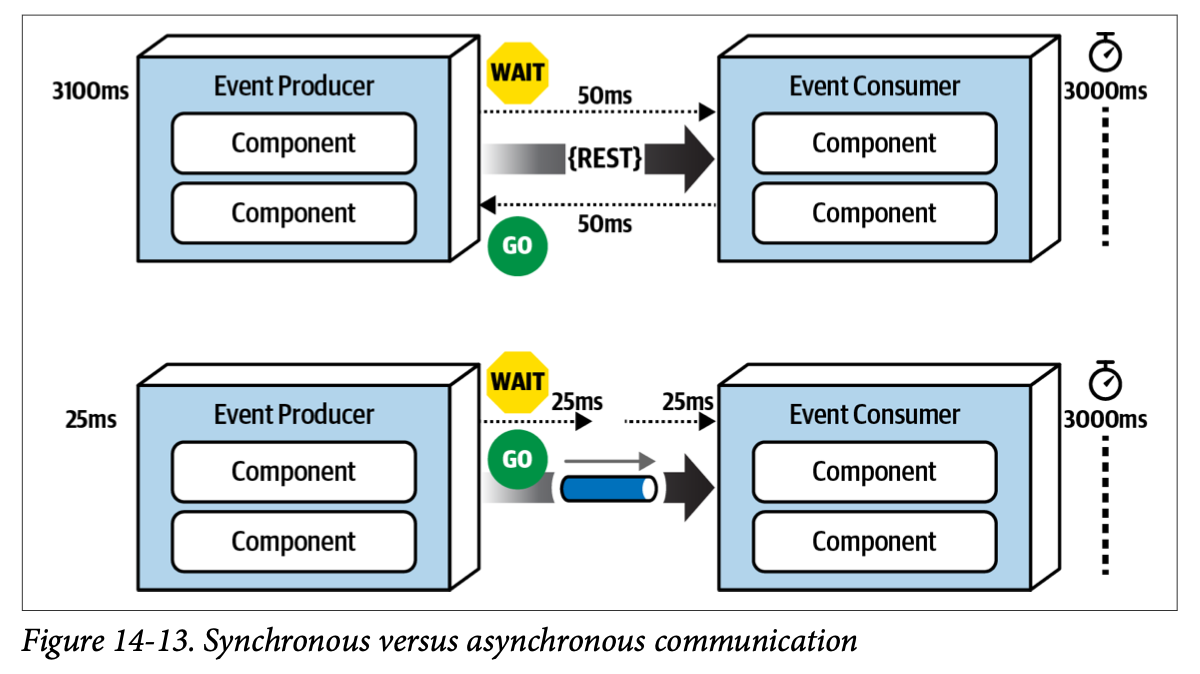 WAIT
3100ms
Event Producer
50ms
Event Consumer
3000ms
Component
{REST}
Component
Component
50ms
Component
GO
WAIT
25ms
Event Producer
25ms
25ms
Event Consumer
3000ms
GO
Component
Component
Component
Component
Figure 14-13. Synchronous versus asynchronous communication